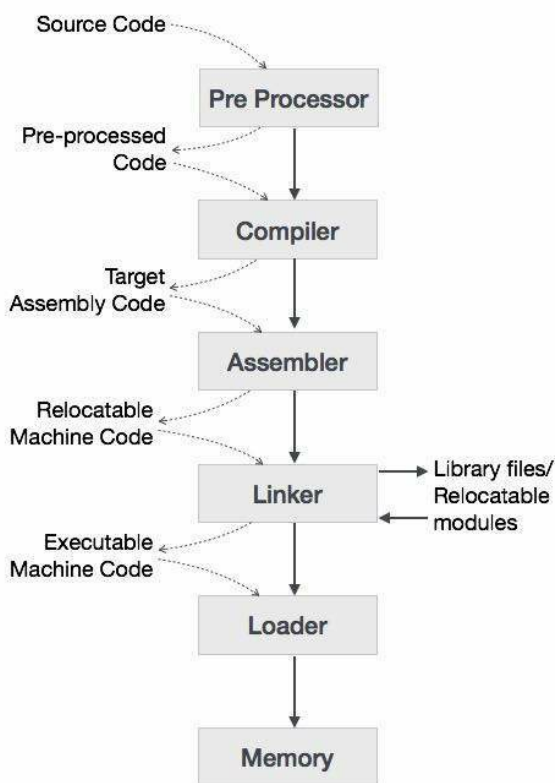 Source Code
Pre Processor
Pre-processed
Code
Compiler
Target
Assembly Code
Assembler
Relocatable
Machine Code
Linker
Library files/
Relocatable
modules
Executable
Machine Code
Loader
Memory